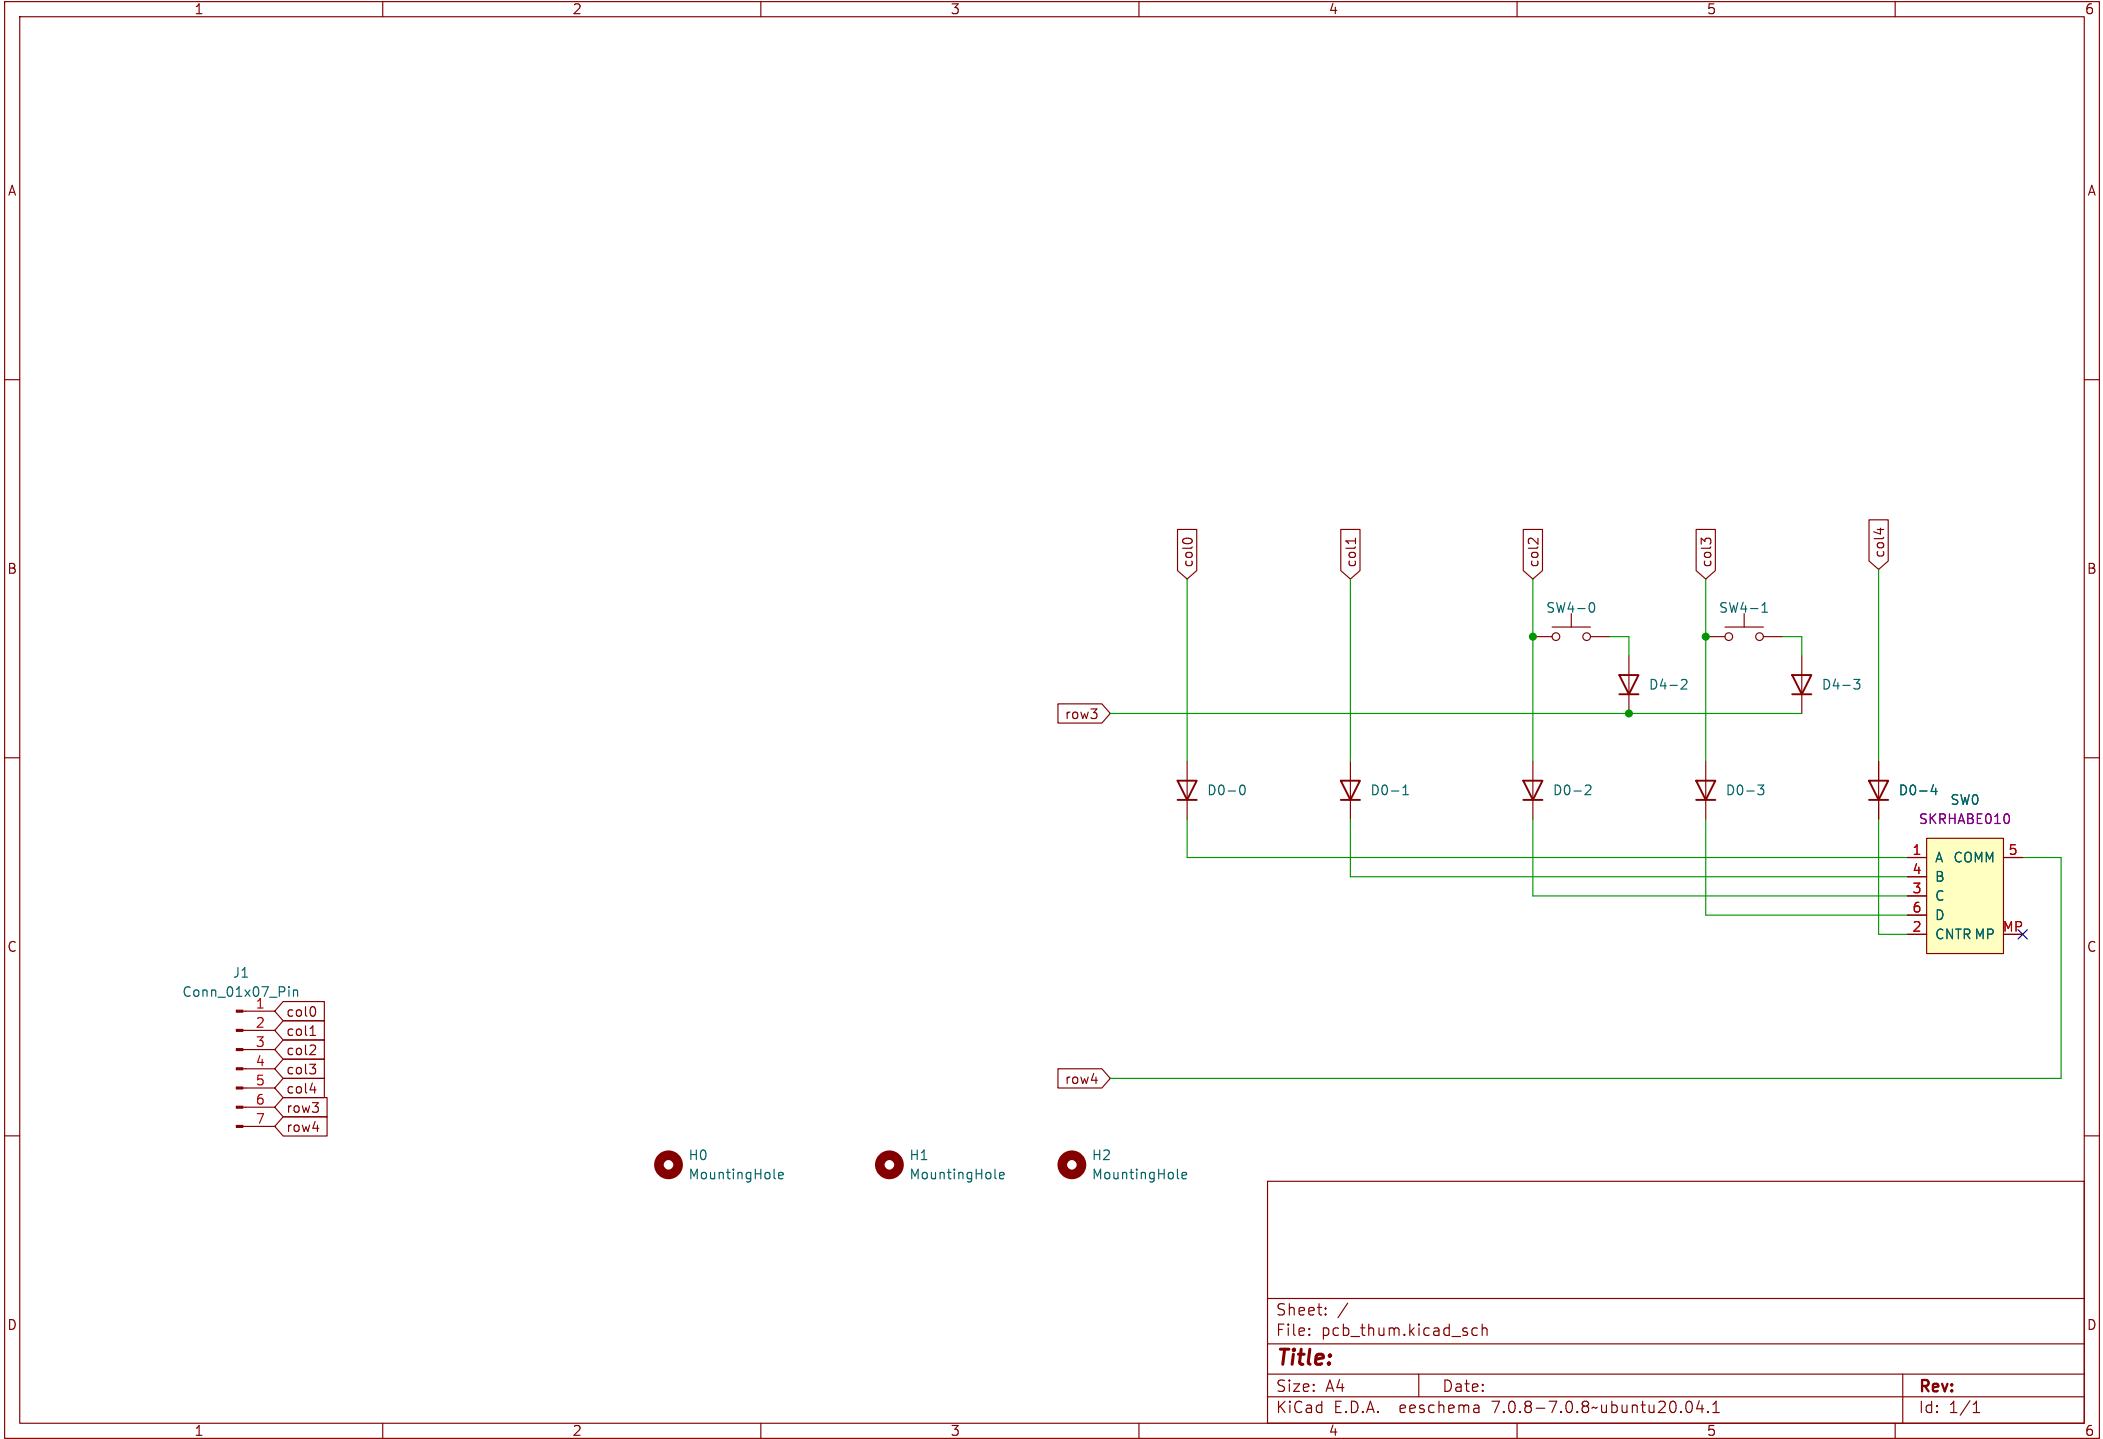 1 2 3 4 5 6
A A
col0 col1 col2 col3 col4
B B
SW4-0 SW4-1
D4-2 D4-3
row3
D0-0 D0-1 D0-2 D0-3 D0-4
SW0
SKRHABE010
1 A COMM 5
4 B
3 C
6 D MP
2 CNTR MP
C C
J1
Conn_01x07_Pin
1 col0
2 col1
3 col2
4 col3
5 col4
6 row3
7 row4
row4
H0
MountingHole
H1
MountingHole
H2
MountingHole
Sheet: /
File: pcb_thum.kicad_sch
D D
Title:
Size: A4 Date: Rev:
KiCad E.D.A. eeschema 7.0.8-7.0.8~ubuntu20.04.1 Id: 1/1
1 2 3 4 5 6